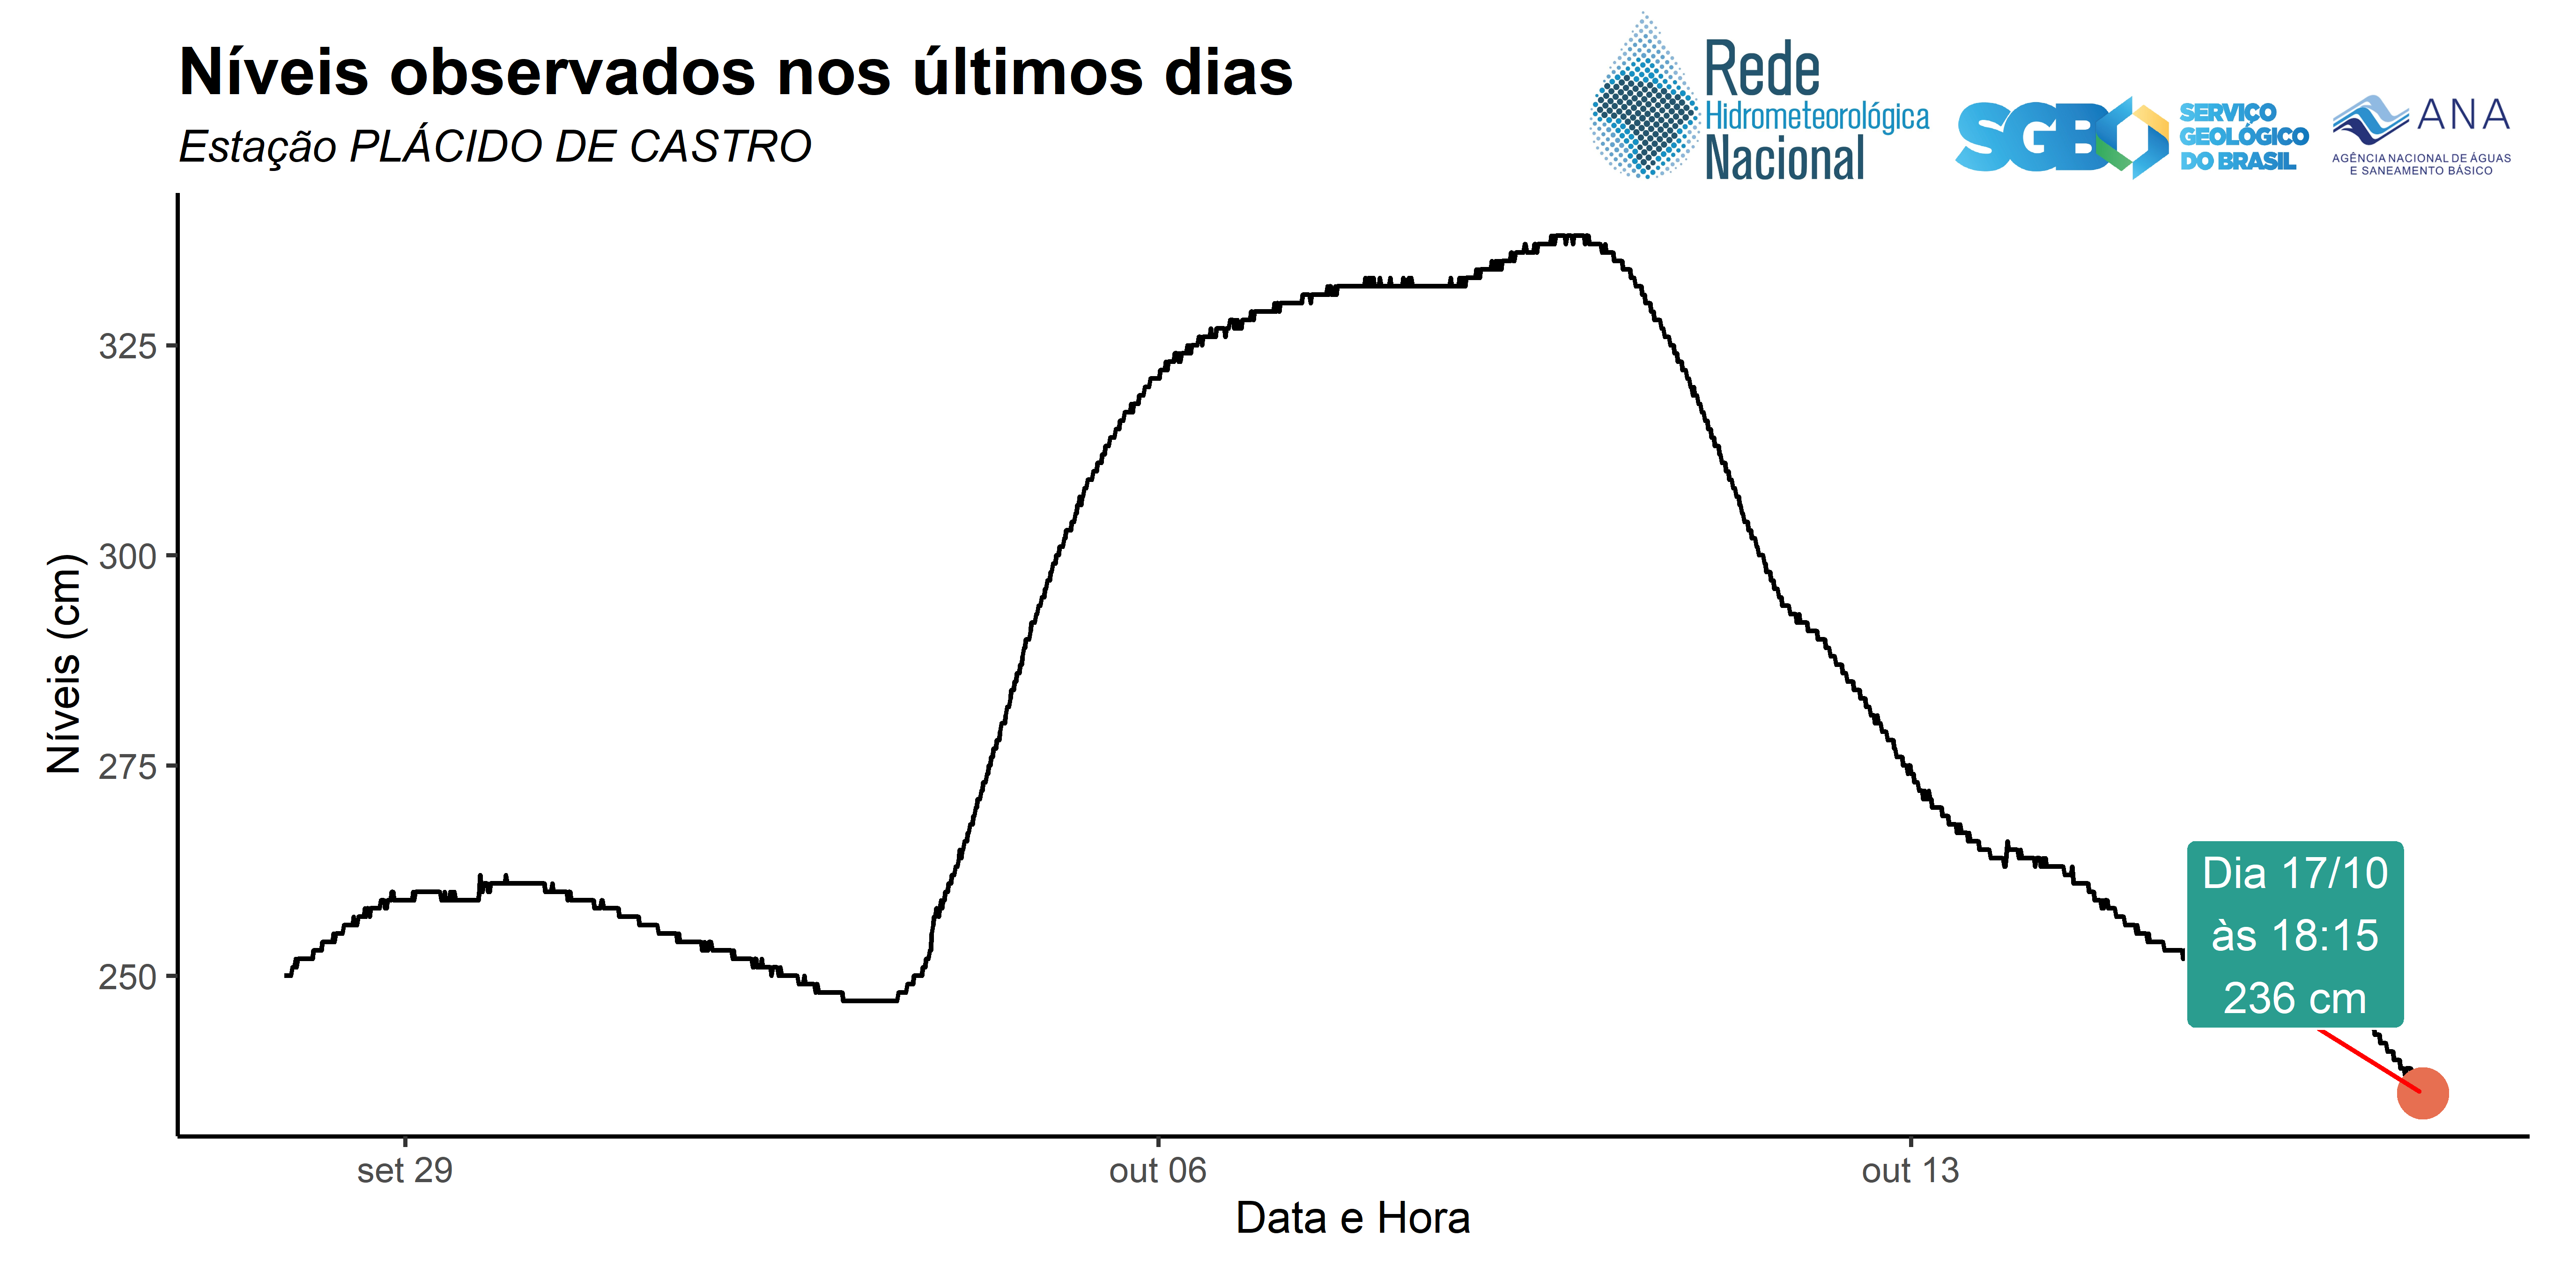 Níveis observados nos últimos dias
Estação PLÁCIDO DE CASTRO
Rede
Hidrometeorológica
Nacional
SGB
SERVIÇO
GEOLÓGICO
DO BRASIL
ANA
AGÊNCIA NACIONAL DE ÁGUAS
E SANEAMENTO BÁSICO
Níveis (cm)
325
300
275
250
Dia 17/10
às 18:15
236 cm
set 29
out 06
out 13
Data e Hora